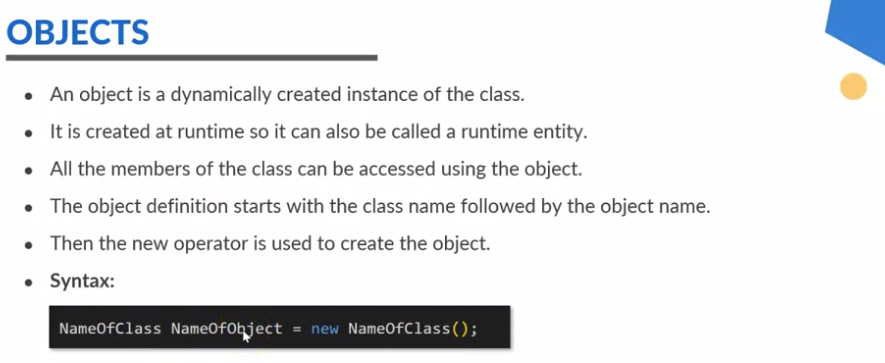 OBJECTS
• An object is a dynamically created instance of the class.
• It is created at runtime so it can also be called a runtime entity.
• All the members of the class can be accessed using the object.
• The object definition starts with the class name followed by the object name.
• Then the new operator is used to create the object.
• Syntax:
NameOfClass NameOfObject = new NameOfClass();